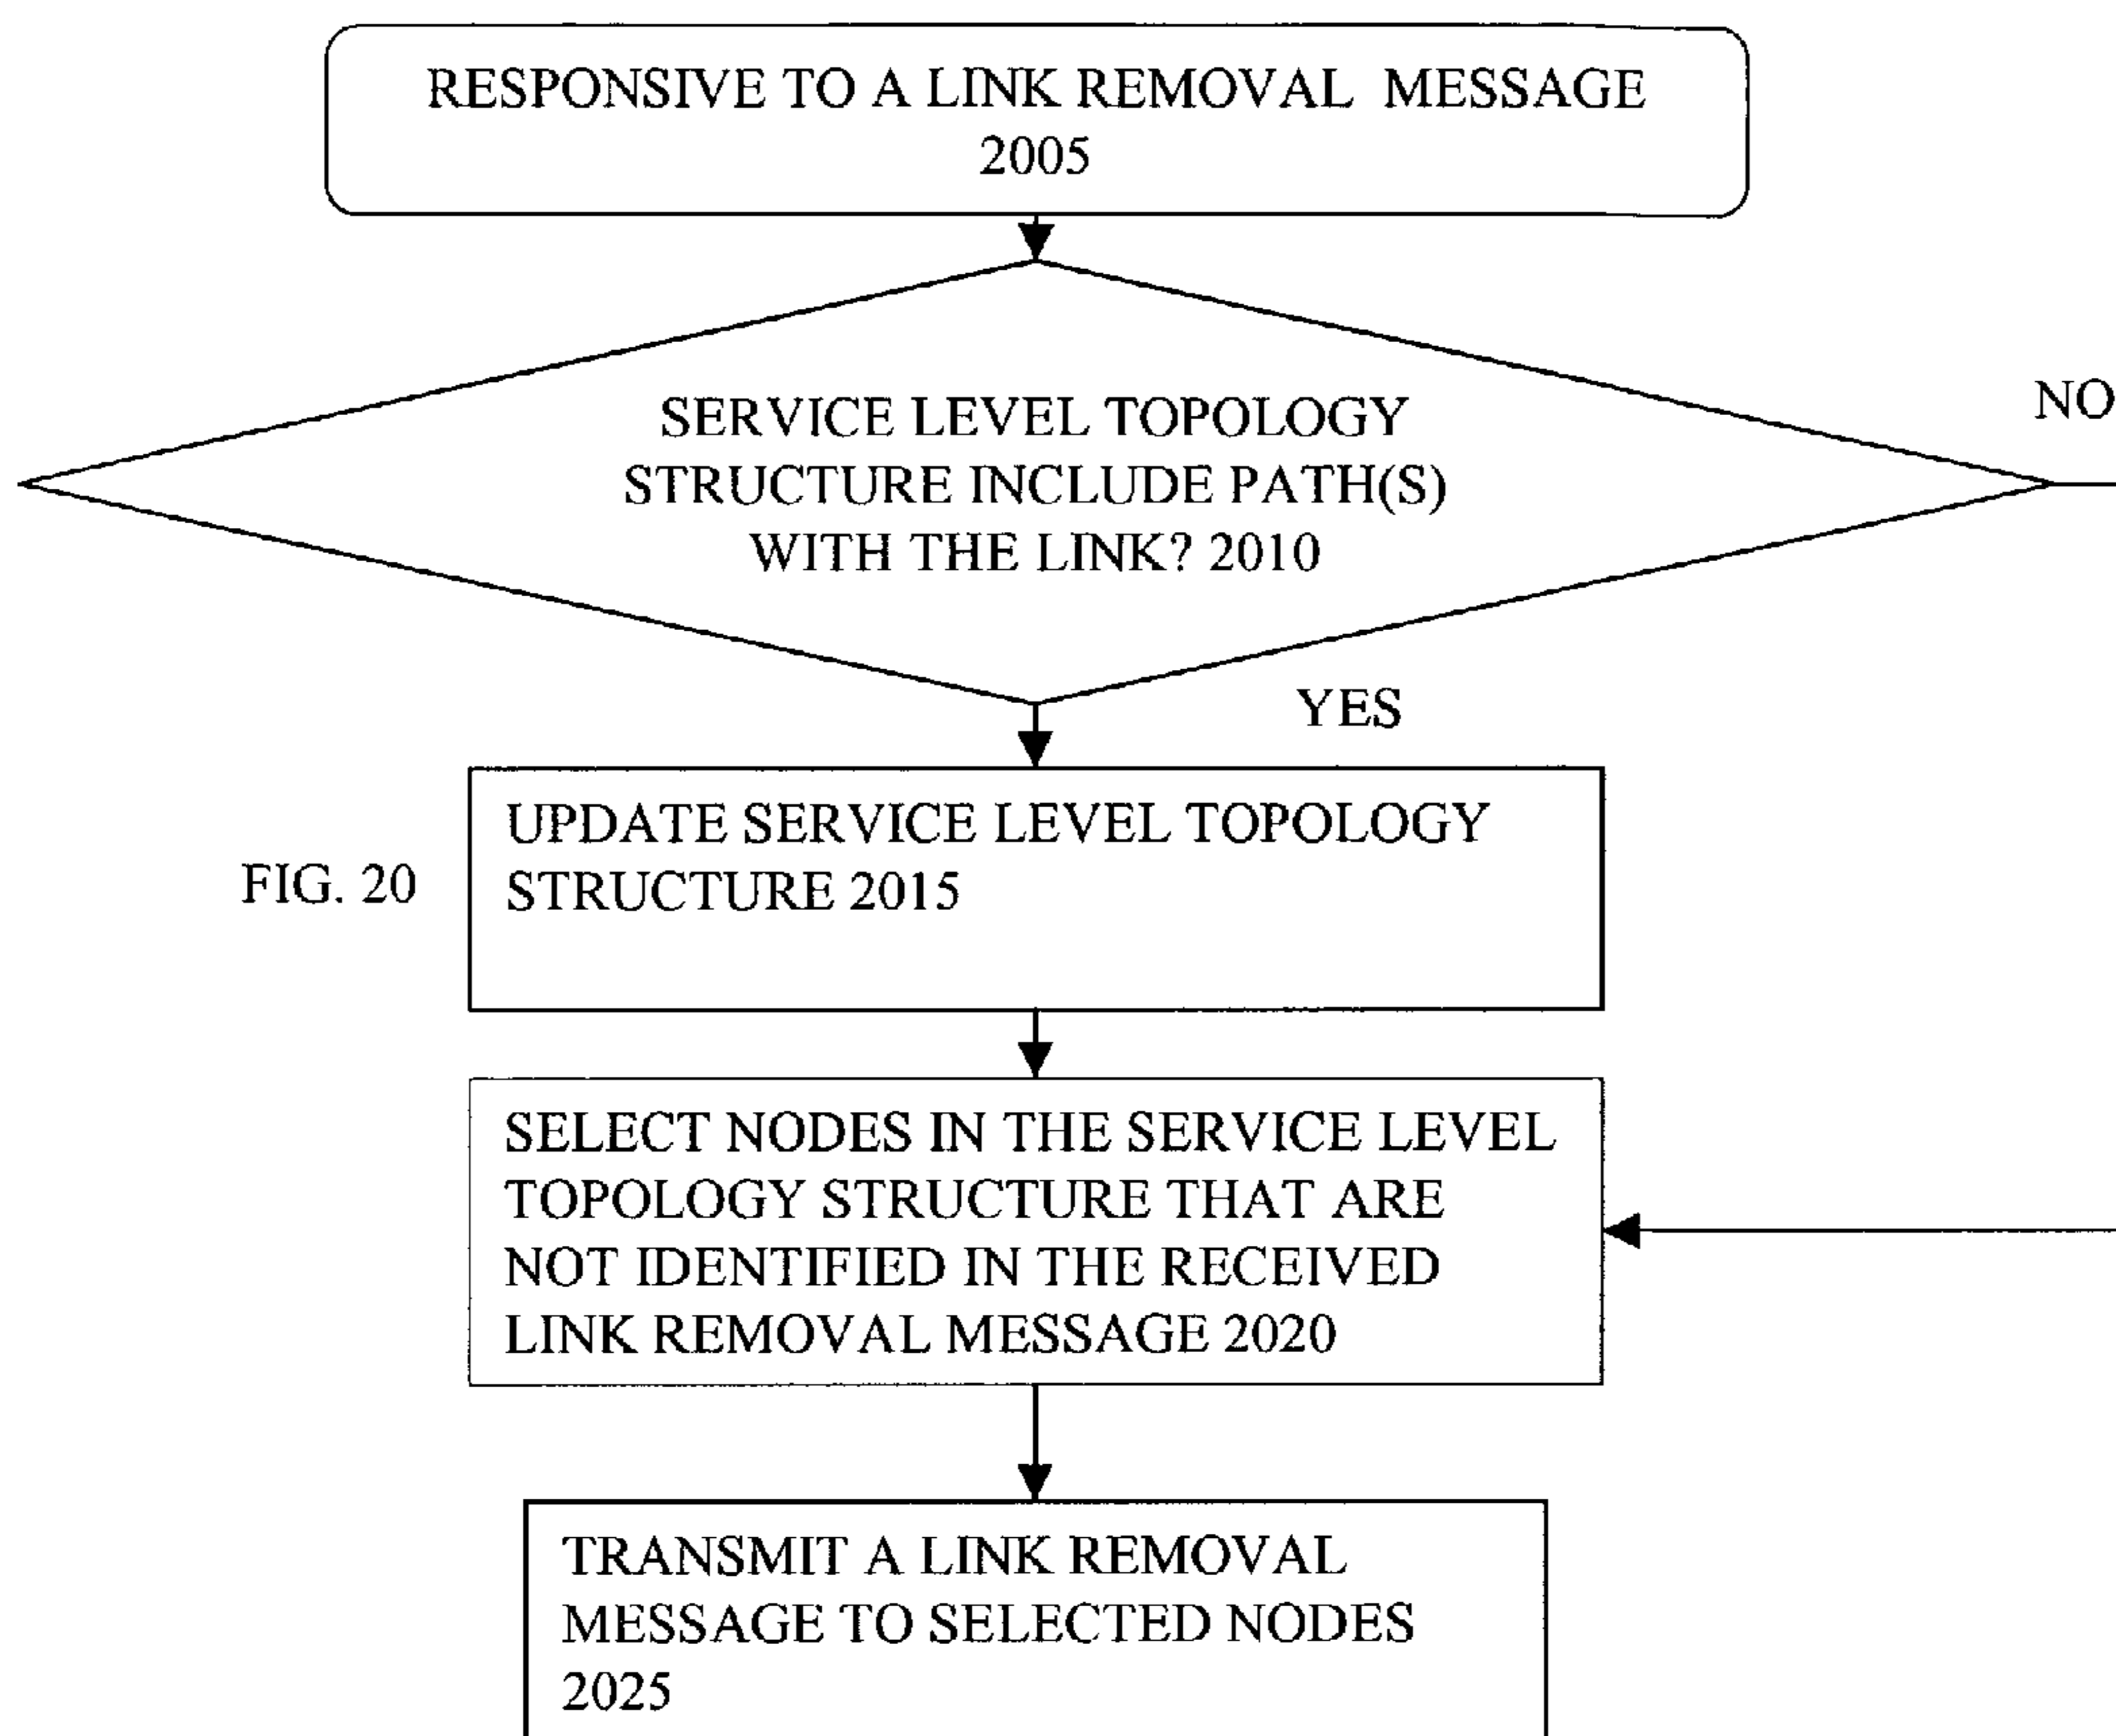 RESPONSIVE TO A LINK REMOVAL MESSAGE
2005
NO
SERVICE LEVEL TOPOLOGY
STRUCTURE INCLUDE PATH(S)
WITH THE LINK? 2010
YES
UPDATE SERVICE LEVEL TOPOLOGY
STRUCTURE 2015
FIG. 20
SELECT NODES IN THE SERVICE LEVEL
TOPOLOGY STRUCTURE THAT ARE
NOT IDENTIFIED IN THE RECEIVED
LINK REMOVAL MESSAGE 2020
TRANSMIT A LINK REMOVAL
MESSAGE TO SELECTED NODES
2025